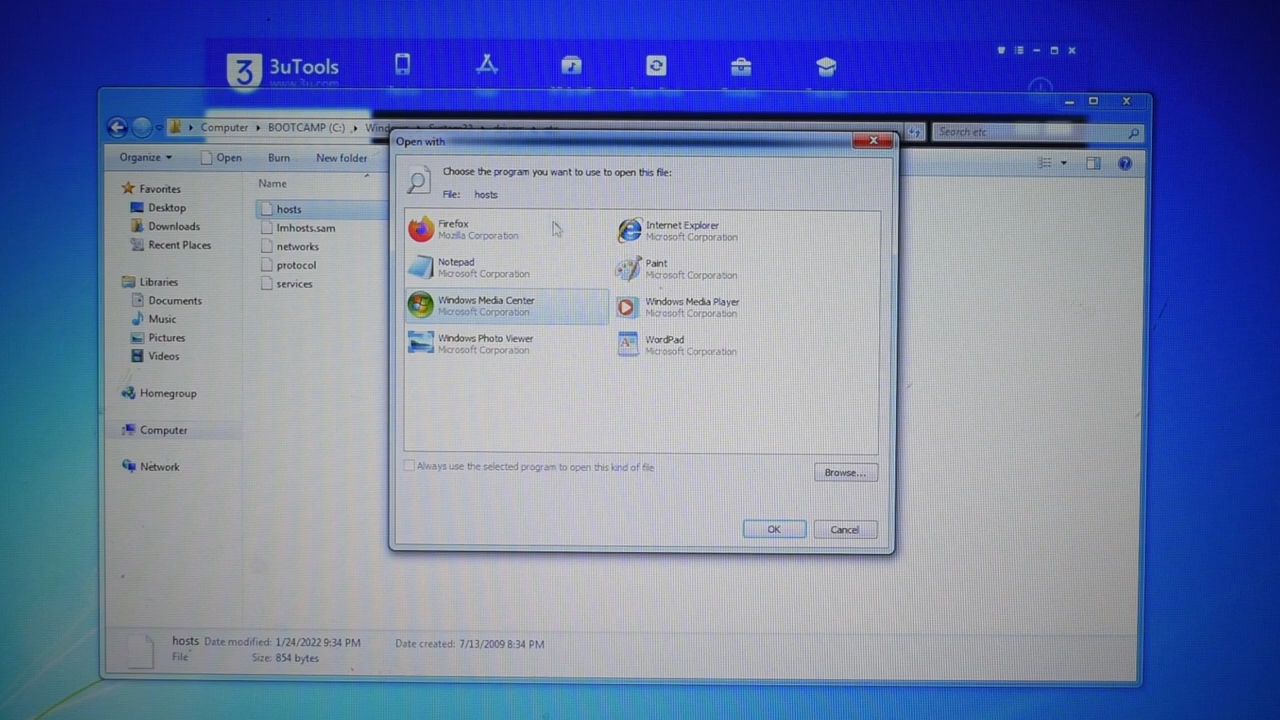 3 3uTools
www.3u.com
Computer BOOTCAMP (C:)
Search etc
Open with
Organize Open Burn New folder
Choose the program you want to use to open this file:
File: hosts
Name
Favorites
Desktop
Downloads
Recent Places
Libraries
Documents
Music
Pictures
Videos
Homegroup
Computer
Network
hosts
lmhosts.sam
networks
protocol
services
Firefox
Mozilla Corporation
Internet Explorer
Microsoft Corporation
Notepad
Microsoft Corporation
Paint
Microsoft Corporation
Windows Media Center
Microsoft Corporation
Windows Media Player
Microsoft Corporation
Windows Photo Viewer
Microsoft Corporation
WordPad
Microsoft Corporation
Always use the selected program to open this kind of file
Browse...
OK Cancel
hosts Date modified: 1/24/2022 9:34 PM Date created: 7/13/2009 8:34 PM
File Size: 854 bytes